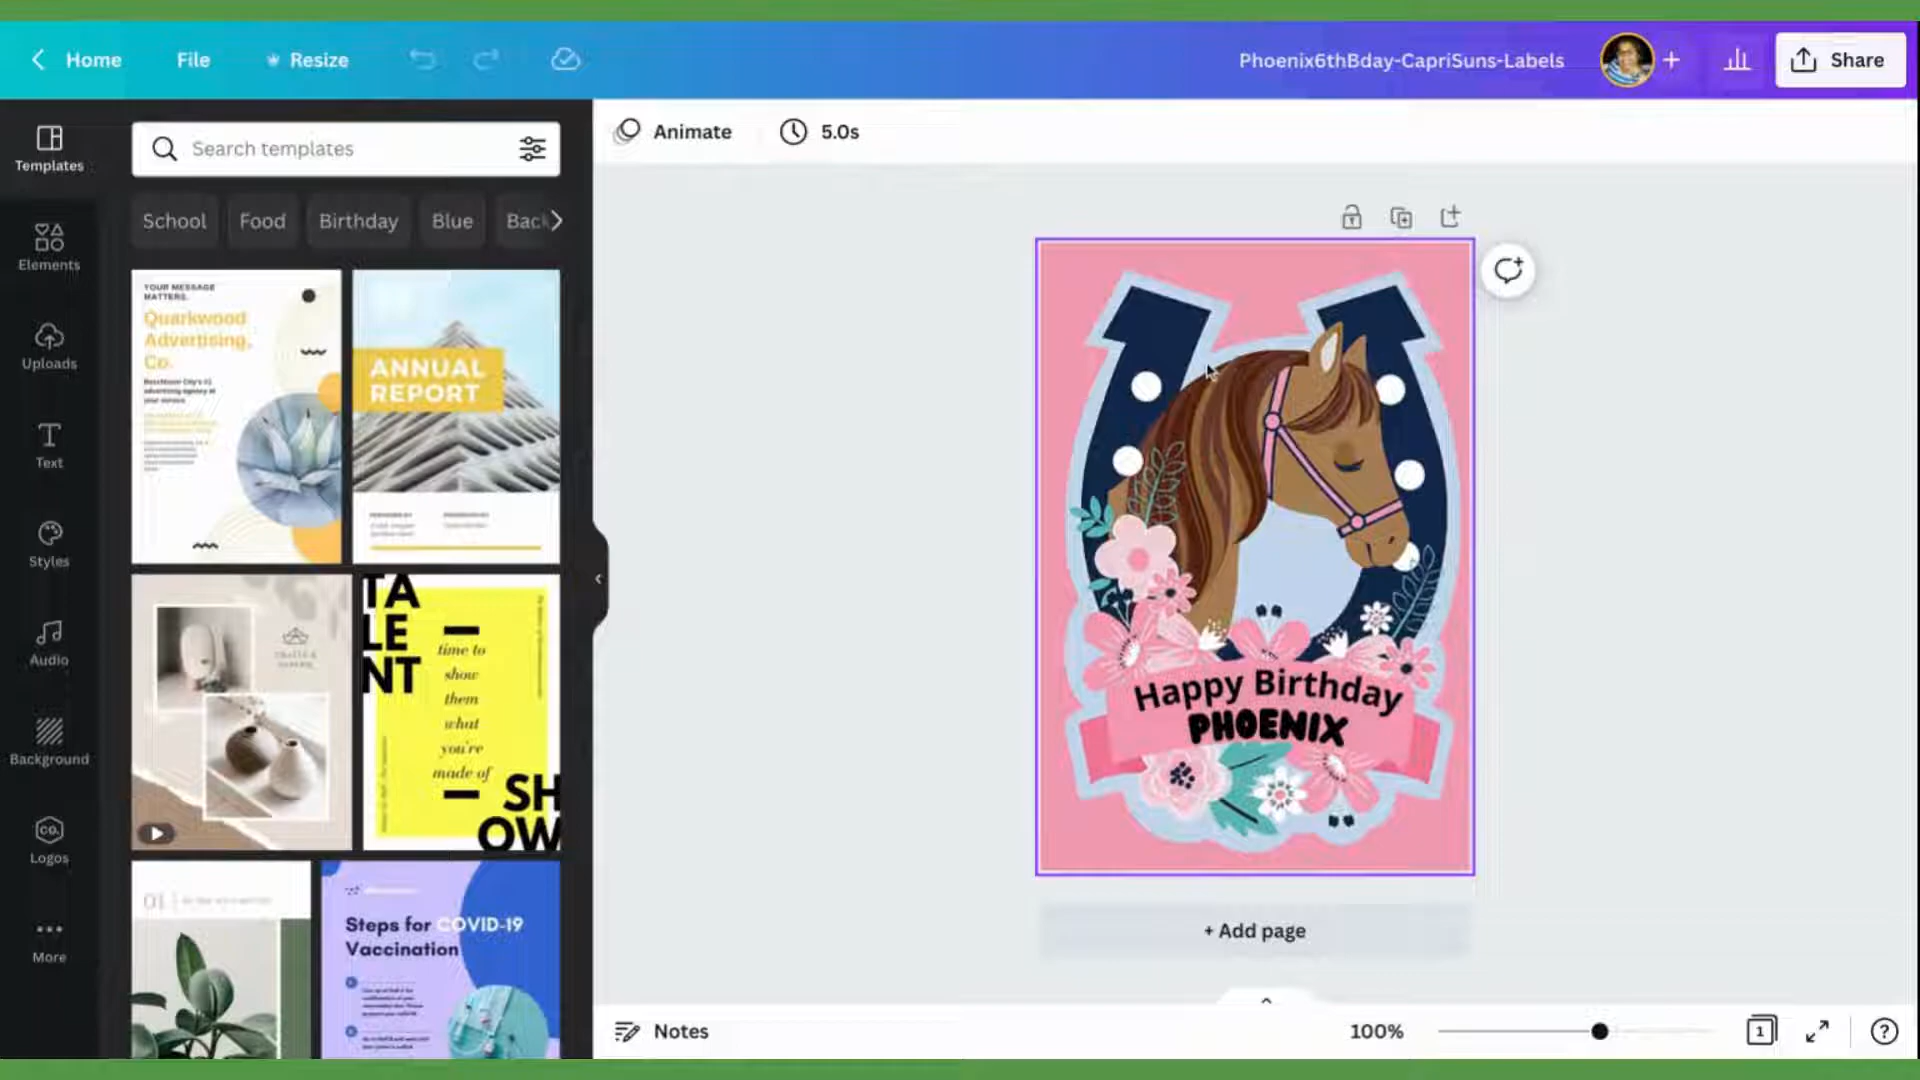 Home
File
Resize
Phoenix6thBday-CapriSuns-Labels
Share
Templates
Elements
Uploads
Text
Styles
Audio
Background
CO.
Logos
More
Search templates
School
Food
Birthday
Blue
Back
YOUR MESSAGE
MATTERS.
Quarkwood
Advertising,
Co.
ANNUAL
REPORT
TA
LE
NT
time to
show
them
what
you're
made of
SH
OW
01
Steps for COVID-19
Vaccination
Animate
5.0s
Happy Birthday
PHOENIX
+ Add page
Notes
100%
1
?